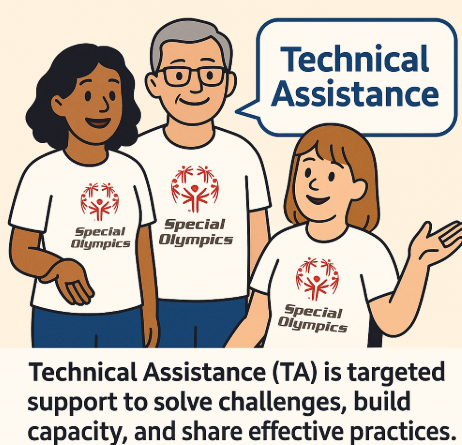 Technical
Assistance
Special
Olympics
Special
Olympics
Special
Olympics
Technical Assistance (TA) is targeted
support to solve challenges, build
capacity, and share effective practices.